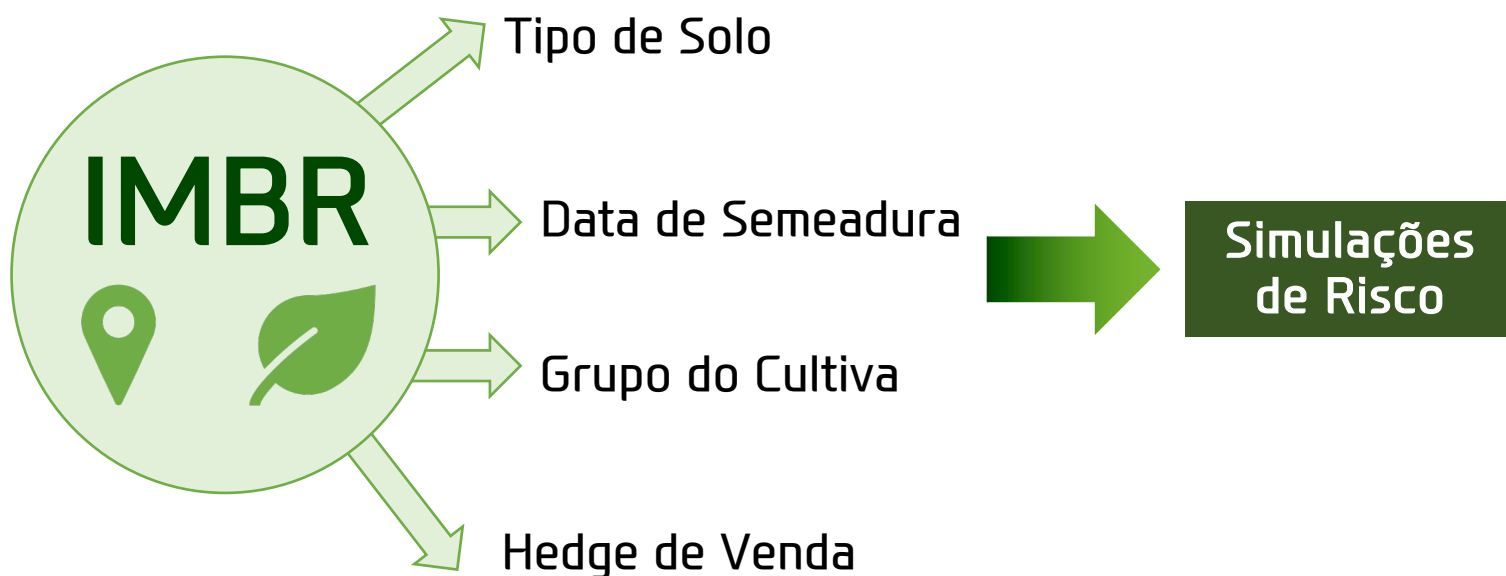 Tipo de Solo
IMBR
Data de Semeadura
Simulações
de Risco
Grupo do Cultiva
Hedge de Venda